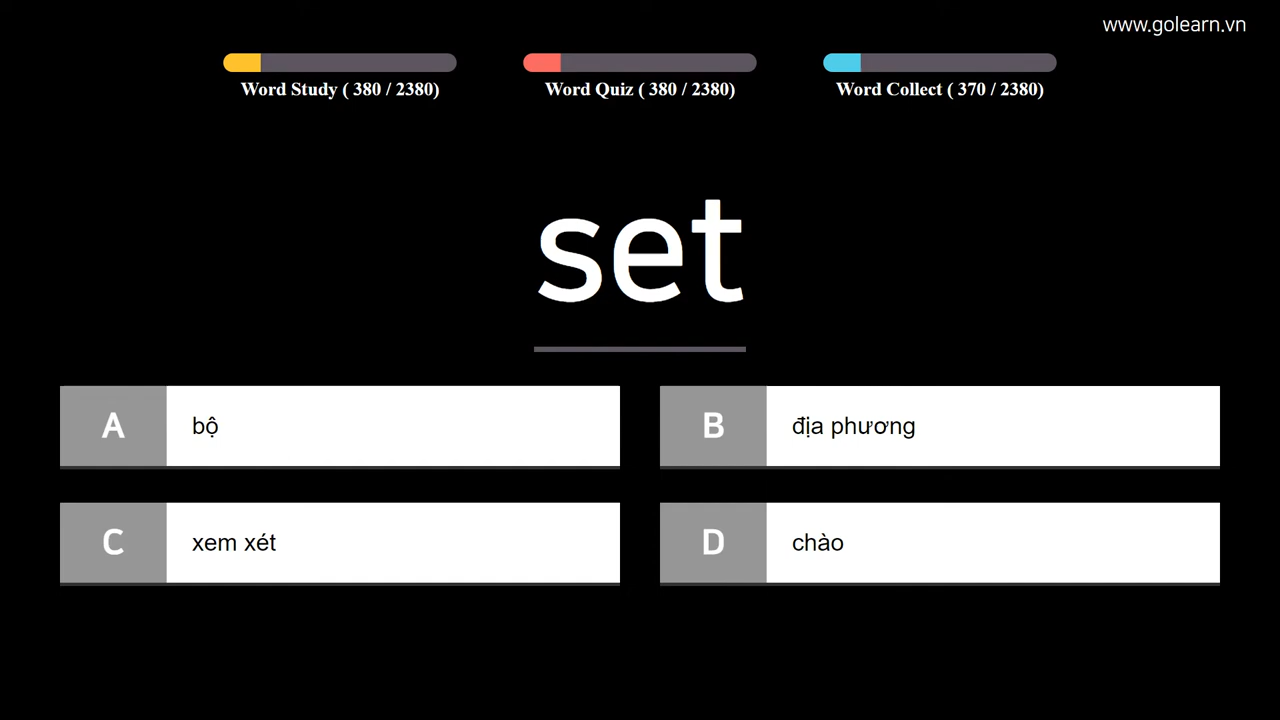 www.golearn.vn
Word Study ( 380 / 2380)
Word Quiz ( 380 / 2380)
Word Collect ( 370 / 2380)
set
A bộ
B địa phương
C xem xét
D chào